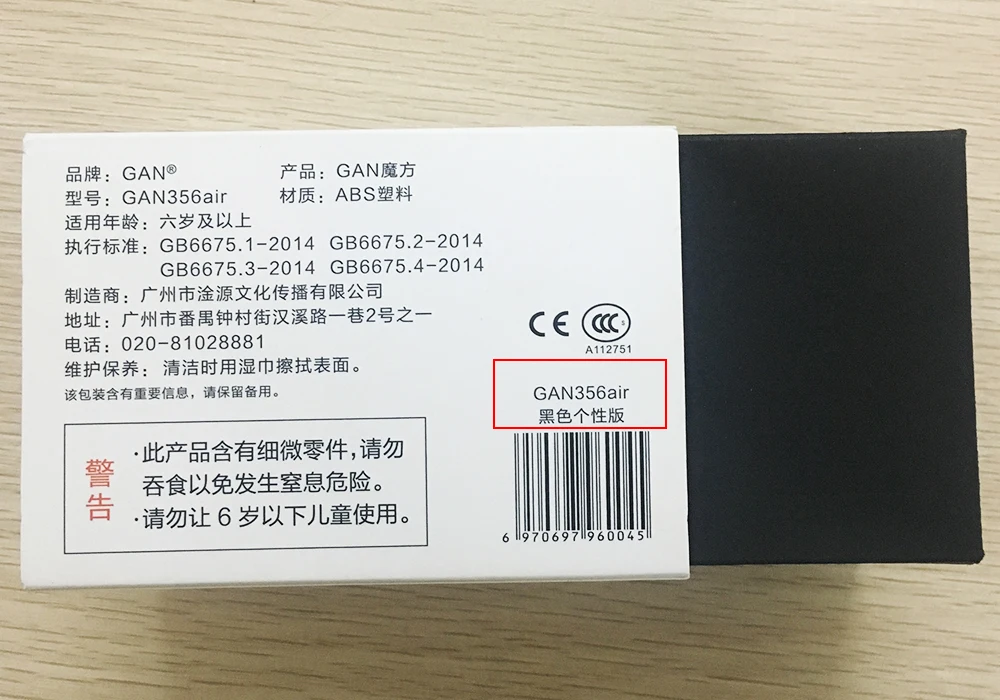 品牌：GAN® 产品：GAN魔方
型号：GAN356air 材质：ABS塑料
适用年龄：六岁及以上
执行标准：GB6675.1-2014 GB6675.2-2014
GB6675.3-2014 GB6675.4-2014
制造商：广州市淦源文化传播有限公司
地址：广州市番禺钟村街汉溪路一巷2号之一
电话：020-81028881
维护保养：清洁时用湿巾擦拭表面。
该包装含有重要信息，请保留备用。
CE CCC S
A112751
GAN356air
黑色个性版
警告
·此产品含有细微零件,请勿
吞食以免发生窒息危险。
·请勿让 6 岁以下儿童使用。
6 970697 960045